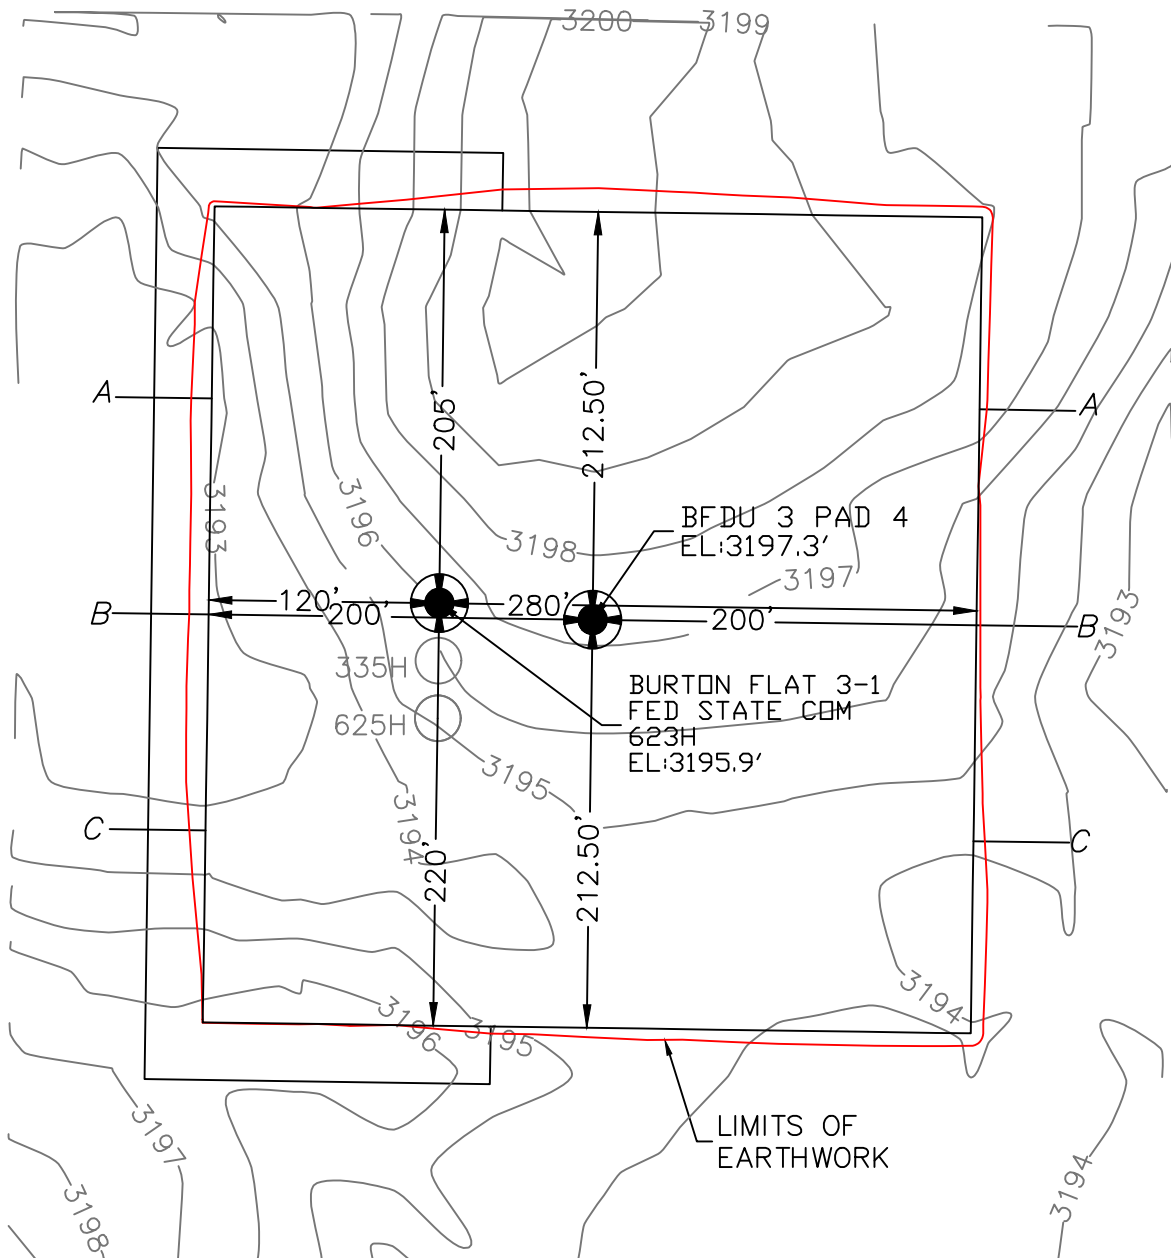 3200
3199
A
A
205'
212.50'
3193
3196
3198
BFDU 3 PAD 4
EL:3197.3'
3197
B
120'
200'
280'
200'
B
3193
335H
625H
BURTON FLAT 3-1
FED STATE COM
623H
EL:3195.9'
3195
3194
C
C
220'
212.50'
3194
3196
3195
LIMITS OF
EARTHWORK
3197
3198
3194